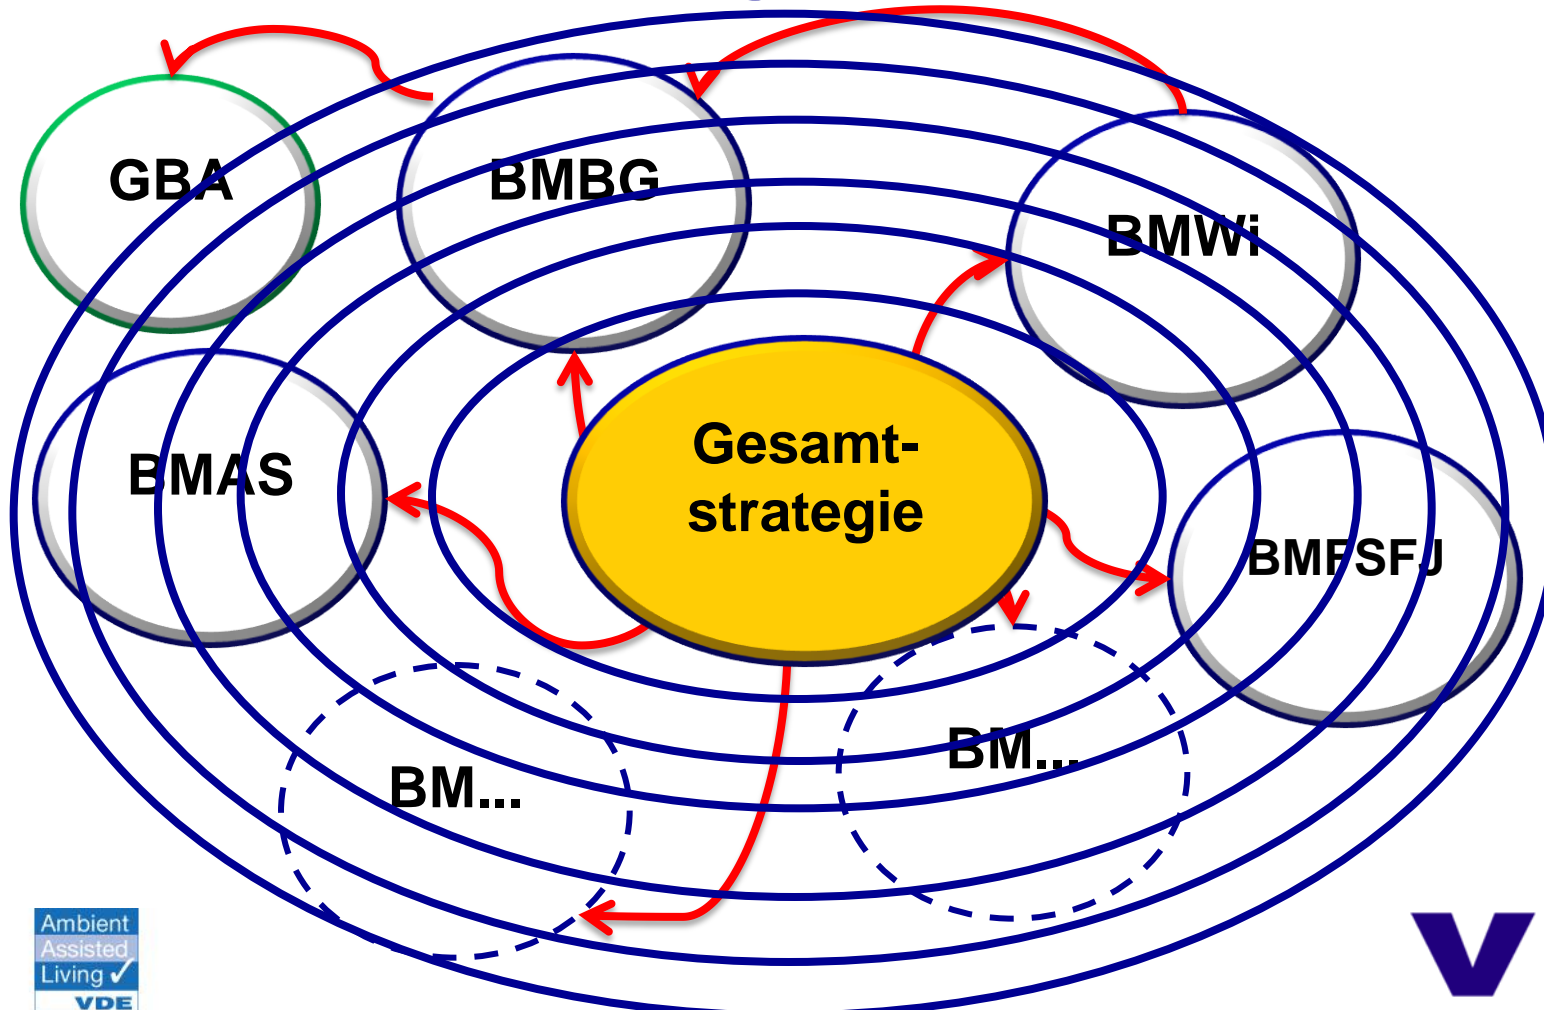 GBA
BMBG
BMWi
BMAS
Gesamt-
strategie
BMFSFJ
BM...
BM...
Ambient
Assisted
Living ✓
VDE
V